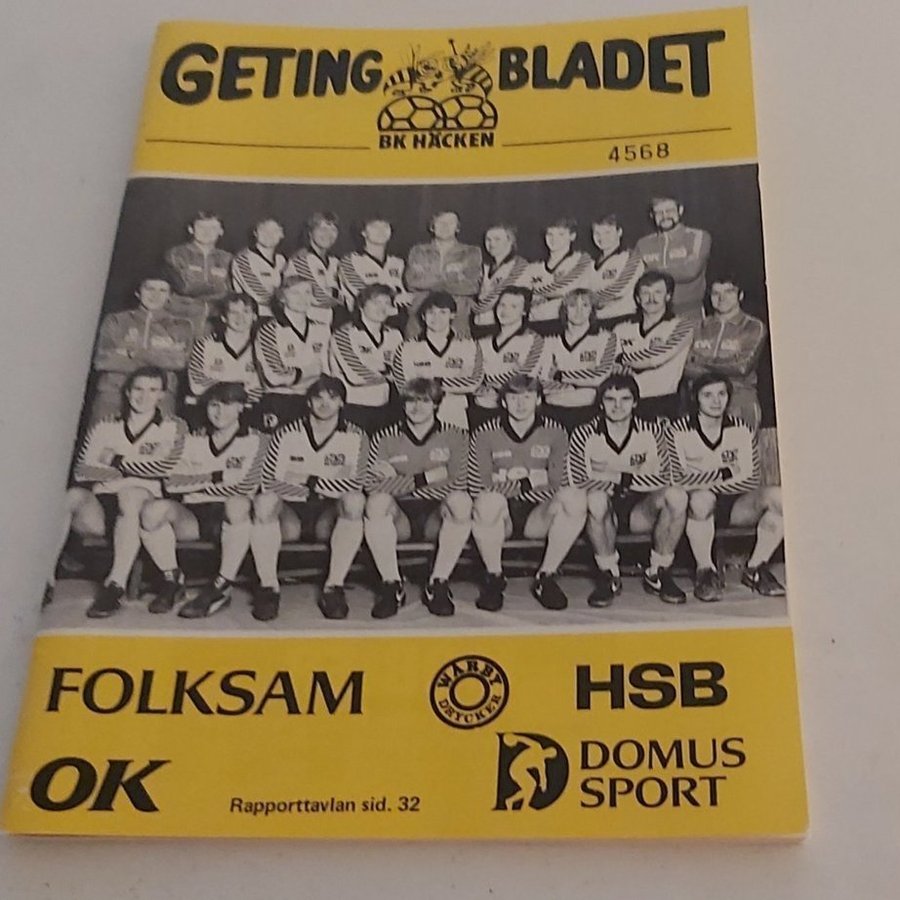 GETING BLADET
BK HÄCKEN
4568
FOLKSAM
WÅRBY DRYCKER
HSB
OK
Rapporttavlan sid. 32
DOMUS
SPORT